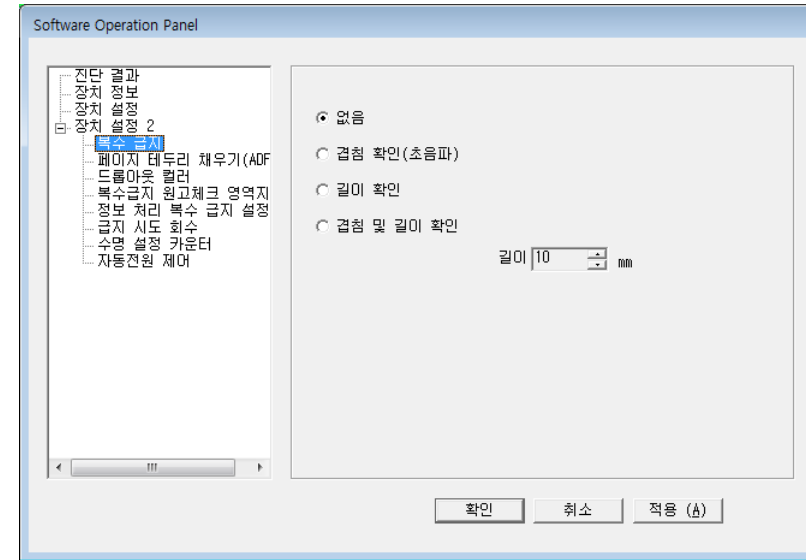 Software Operation Panel
진단 결과
장치 정보
장치 설정
장치 설정 2
복수 급지
페이지 테두리 채우기(ADF
드롭아웃 컬러
복수급지 원고체크 영역지
정보 처리 복수 급지 설정
급지 시도 회수
수명 설정 카운터
자동전원 제어
없음
겹침 확인(초음파)
길이 확인
겹침 및 길이 확인
길이 10 mm
확인 취소 적용 (A)